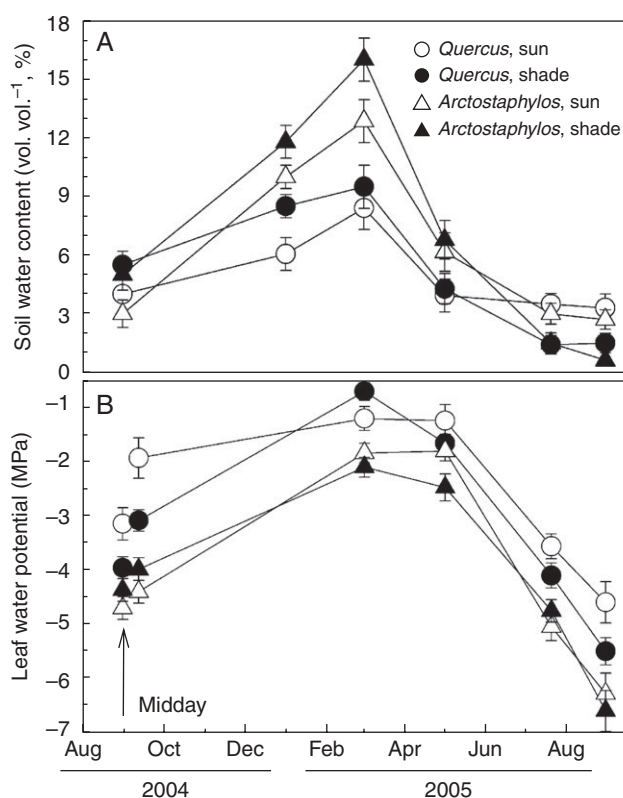 A
Quercus, sun
Quercus, shade
Arctostaphylos, sun
Arctostaphylos, shade
Soil water content (vol. vol.⁻¹, %)
18
15
12
9
6
3
0
B
Leaf water potential (MPa)
–1
–2
–3
–4
–5
–6
–7
Midday
Aug Oct Dec Feb Apr Jun Aug
2004 2005